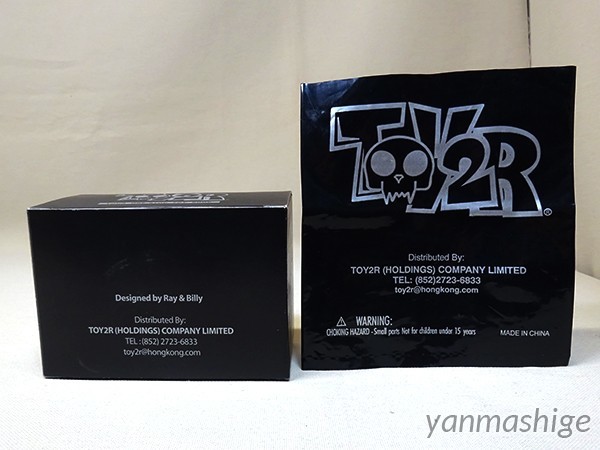 Designed by Ray & Billy
Distributed By:
TOY2R (HOLDINGS) COMPANY LIMITED
TEL : (852) 2723-6833
toy2r@hongkong.com
TOY2R®
Distributed By:
TOY2R (HOLDINGS) COMPANY LIMITED
TEL: (852)2723-6833
toy2r@hongkong.com
⚠ WARNING:
CHOKING HAZARD -Small parts Not for children under 15 years
MADE IN CHINA
yanmashige